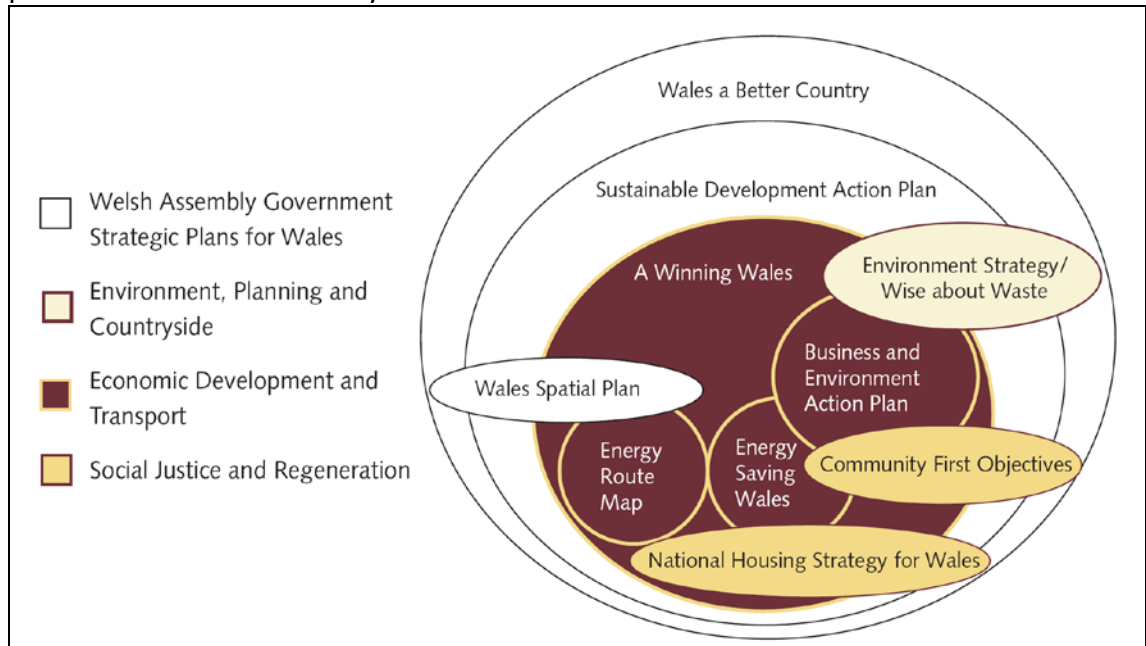 Wales a Better Country
Sustainable Development Action Plan
Welsh Assembly Government
Strategic Plans for Wales
Environment, Planning and
Countryside
Economic Development and
Transport
Social Justice and Regeneration
A Winning Wales
Environment Strategy/
Wise about Waste
Business and
Environment
Action Plan
Wales Spatial Plan
Energy
Route
Map
Energy
Saving
Wales
Community First Objectives
National Housing Strategy for Wales